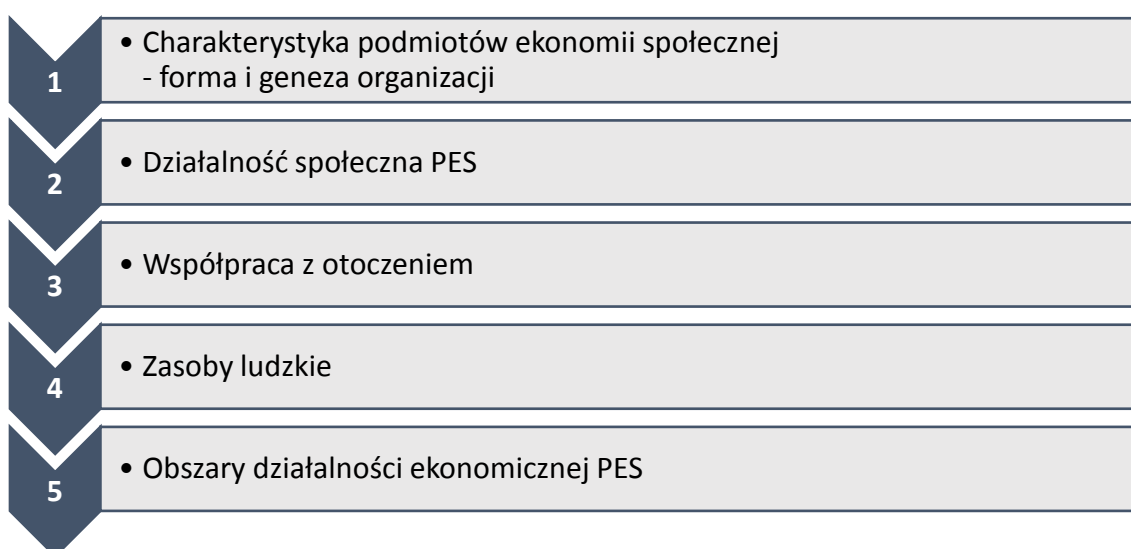 1
• Charakterystyka podmiotów ekonomii społecznej
- forma i geneza organizacji
2
• Działalność społeczna PES
3
• Współpraca z otoczeniem
4
• Zasoby ludzkie
5
• Obszary działalności ekonomicznej PES